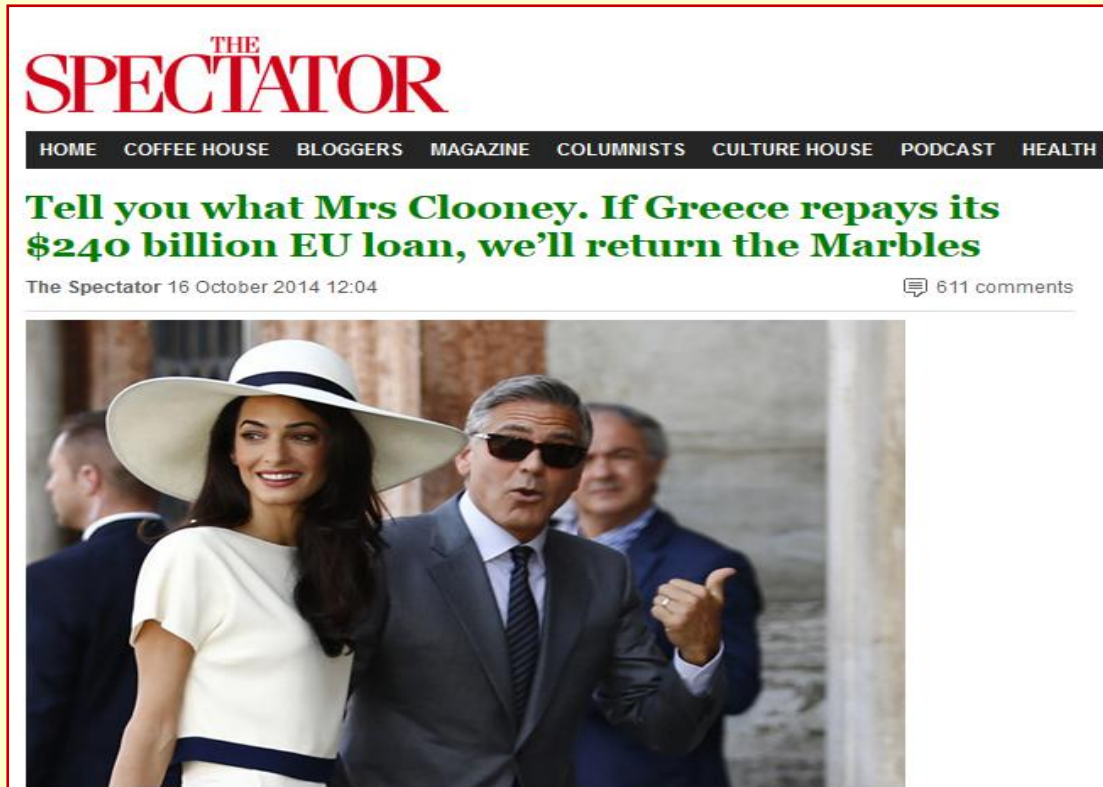 THE
SPECTATOR
HOME COFFEE HOUSE BLOGGERS MAGAZINE COLUMNISTS CULTURE HOUSE PODCAST HEALTH
Tell you what Mrs Clooney. If Greece repays its
$240 billion EU loan, we’ll return the Marbles
The Spectator 16 October 2014 12:04 611 comments